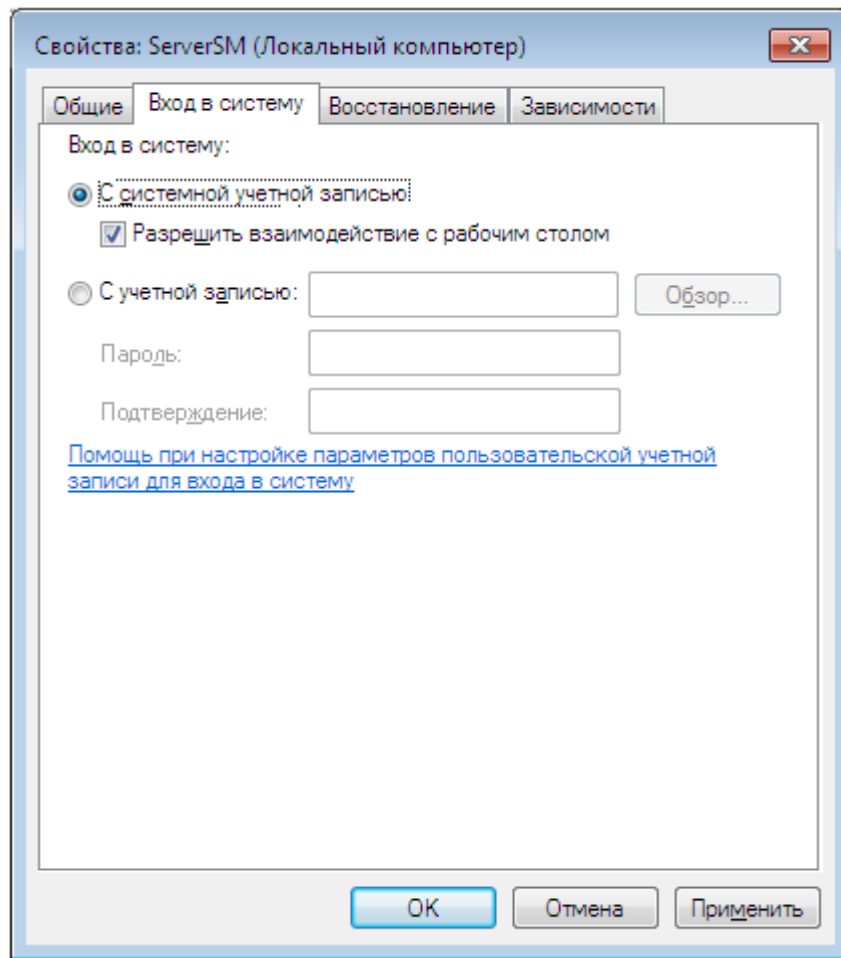 Свойства: ServerSM (Локальный компьютер)
Общие Вход в систему Восстановление Зависимости
Вход в систему:
С системной учетной записью
Разрешить взаимодействие с рабочим столом
С учетной записью: Обзор...
Пароль:
Подтверждение:
Помощь при настройке параметров пользовательской учетной
записи для входа в систему
OK Отмена Применить